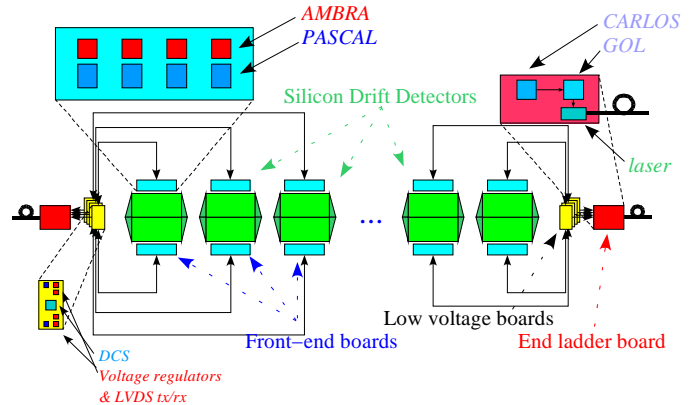 AMBRA
PASCAL
CARLOS
GOL
Silicon Drift Detectors
laser
...
Low voltage boards
Front−end boards
End ladder board
DCS
Voltage regulators
& LVDS tx/rx